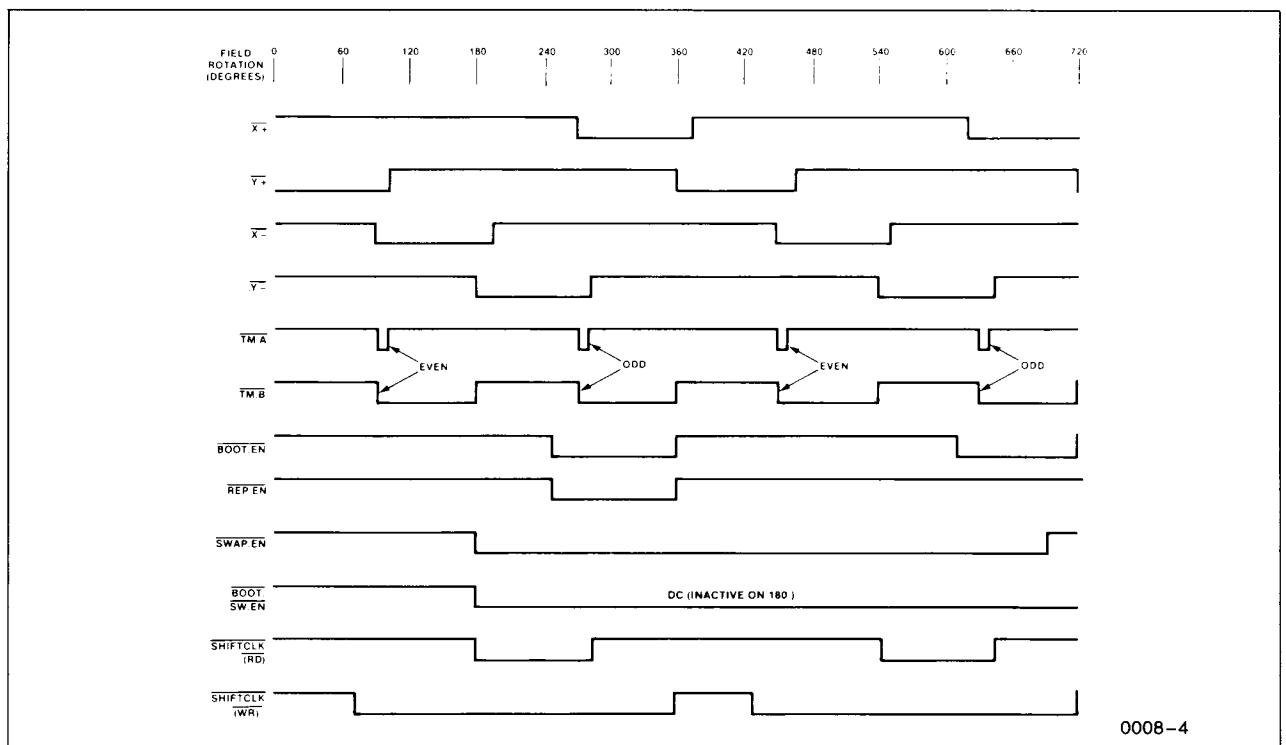 FIELD
ROTATION
(DEGREES)
0 60 120 180 240 300 360 420 480 540 600 660 720
X+
Y+
X–
Y–
TM.A
EVEN ODD EVEN ODD
TM.B
BOOT.EN
REP.EN
SWAP.EN
BOOT.
SW.EN
DC (INACTIVE ON 180 )
SHIFTCLK
(RD)
SHIFTCLK
(WR)
0008–4